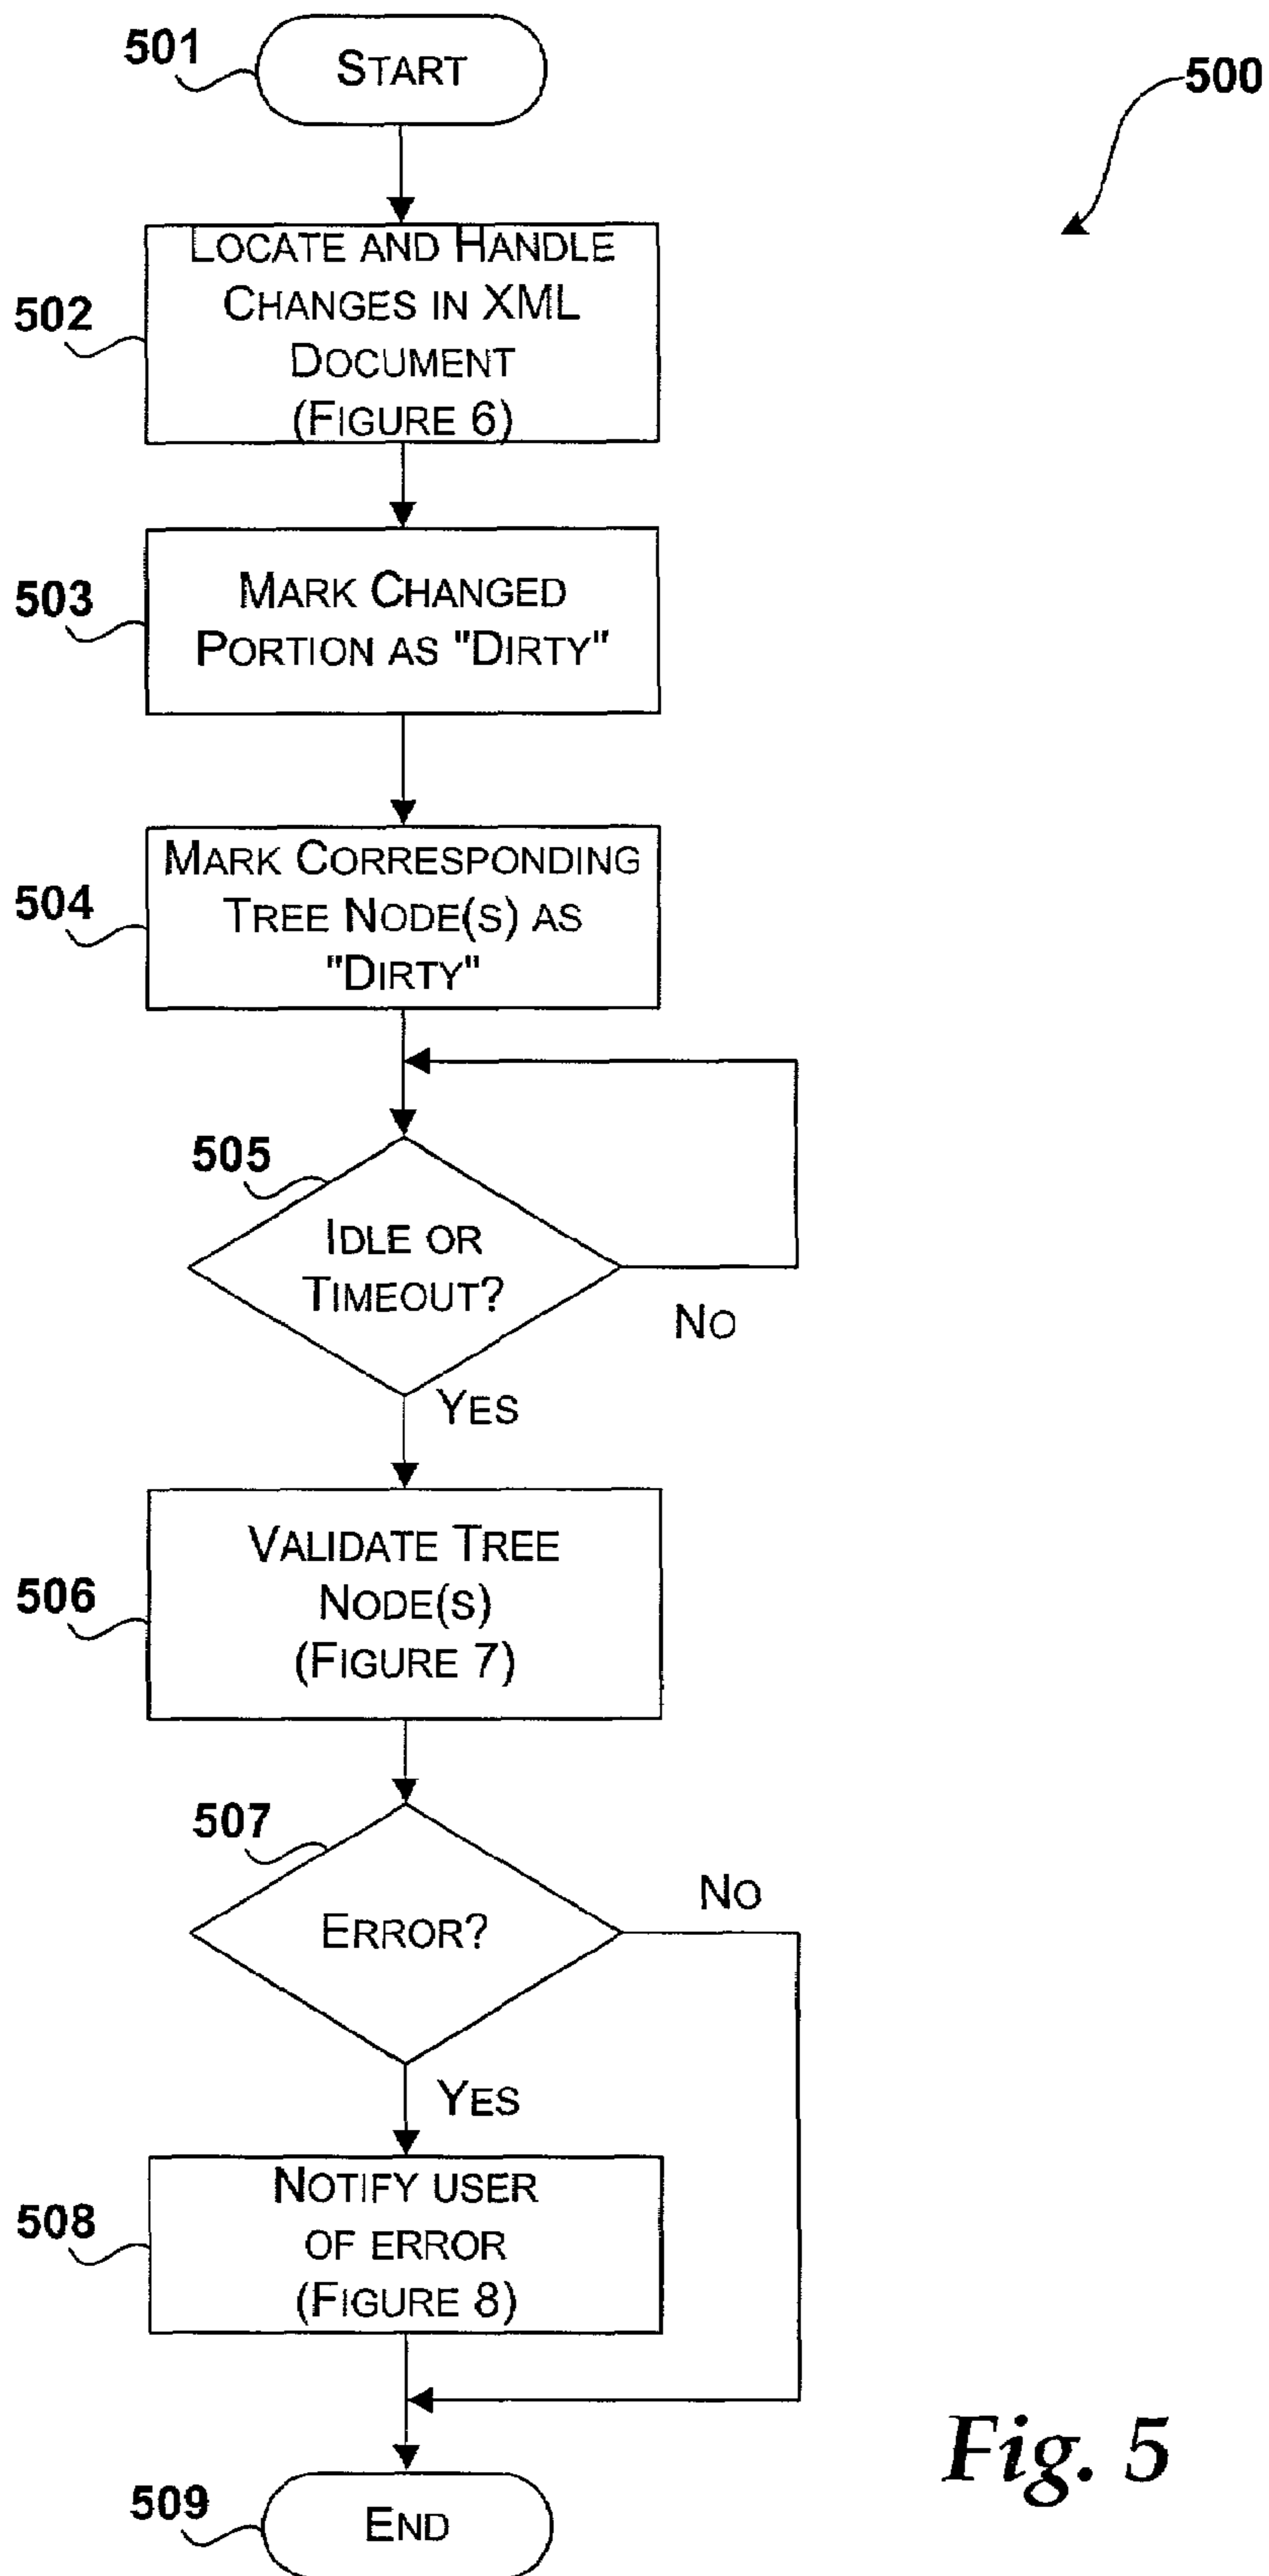 501
START
500
502
LOCATE AND HANDLE
CHANGES IN XML
DOCUMENT
(FIGURE 6)
503
MARK CHANGED
PORTION AS "DIRTY"
504
MARK CORRESPONDING
TREE NODE(S) AS
"DIRTY"
505
IDLE OR
TIMEOUT?
NO
YES
506
VALIDATE TREE
NODE(S)
(FIGURE 7)
507
ERROR?
NO
YES
508
NOTIFY USER
OF ERROR
(FIGURE 8)
509
END
Fig. 5